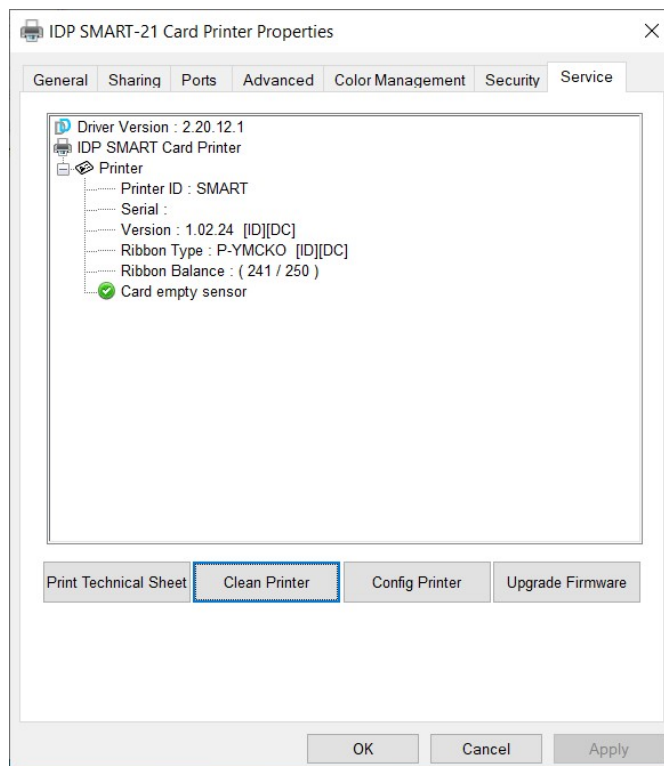 IDP SMART-21 Card Printer Properties
General Sharing Ports Advanced Color Management Security Service
Driver Version : 2.20.12.1
IDP SMART Card Printer
Printer
Printer ID : SMART
Serial :
Version : 1.02.24 [ID][DC]
Ribbon Type : P-YMCKO [ID][DC]
Ribbon Balance : ( 241 / 250 )
Card empty sensor
Print Technical Sheet Clean Printer Config Printer Upgrade Firmware
OK Cancel Apply